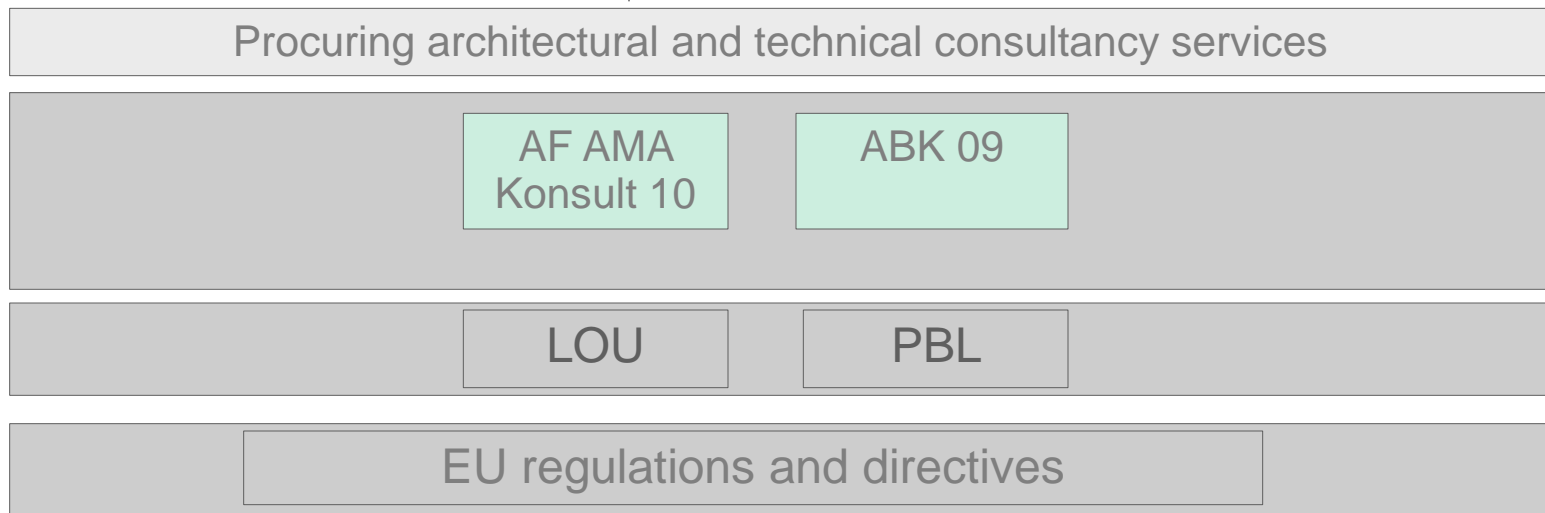 Procuring architectural and technical consultancy services
AF AMA
Konsult 10
ABK 09
LOU
PBL
EU regulations and directives